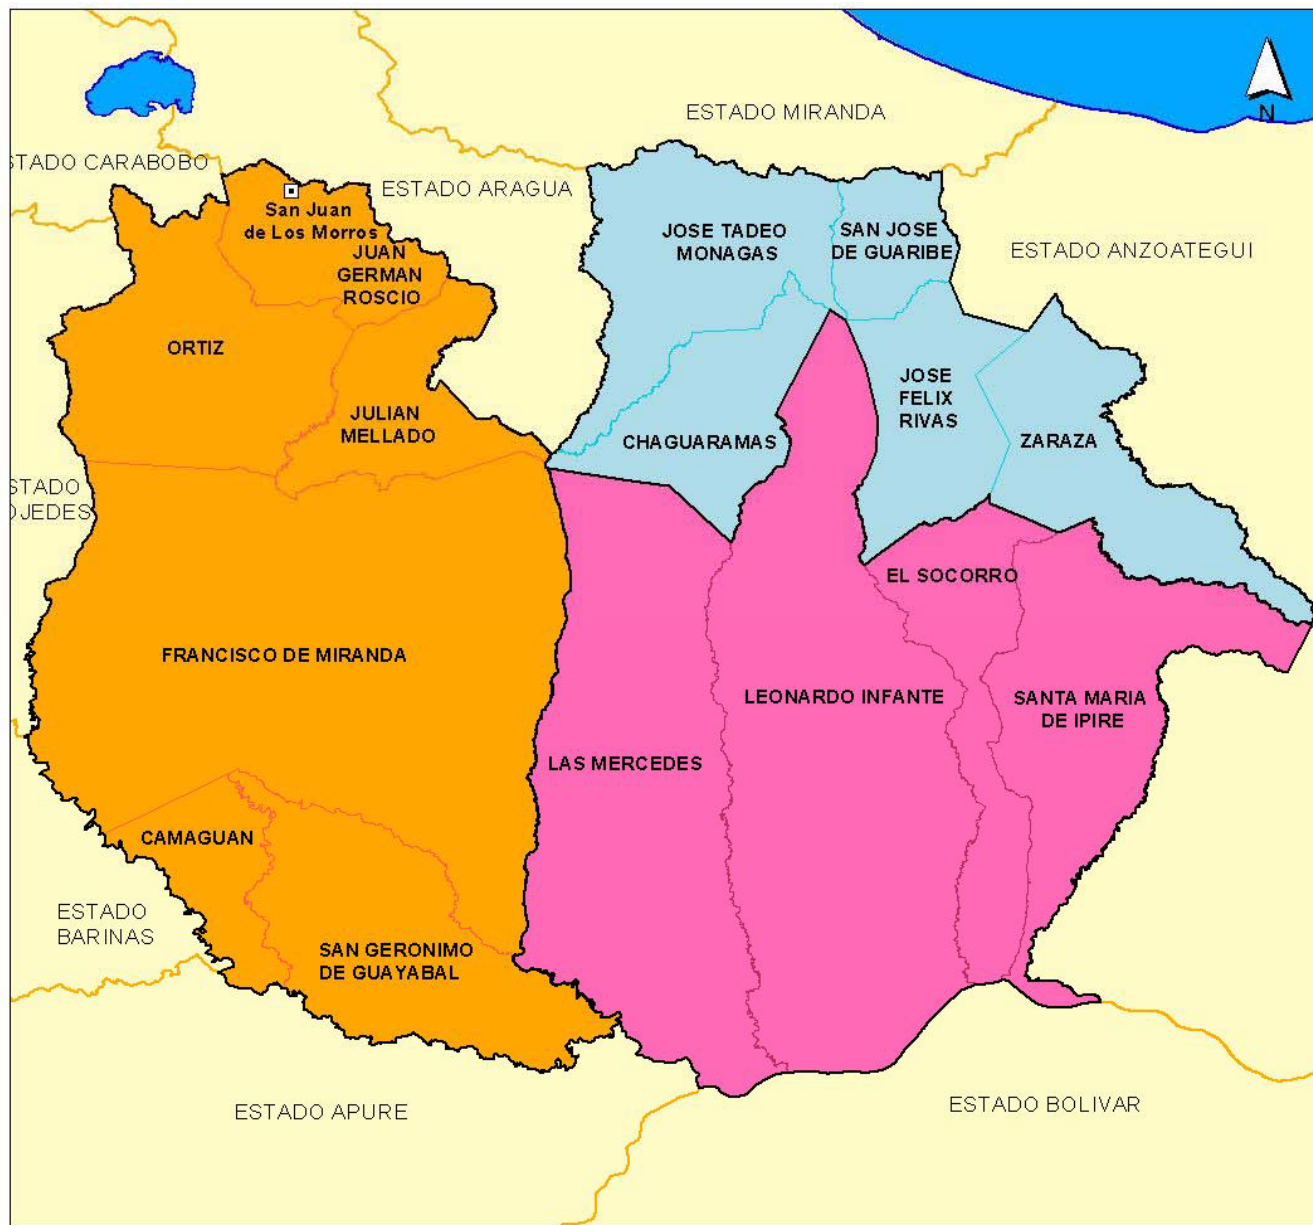 ESTADO MIRANDA
N
STADO CARABOBO
ESTADO ARAGUA
San Juan
de Los Morros
JUAN
GERMAN
ROSCIO
JOSE TADEO
MONAGAS
SAN JOSE
DE GUARIBE
ESTADO ANZOATEGUI
ORTIZ
JULIAN
MELLADO
CHAGUARAMAS
JOSE
FELIX
RIVAS
ZARAZA
STADO
OJEDES
EL SOCORRO
FRANCISCO DE MIRANDA
LEONARDO INFANTE
SANTA MARIA
DE IPIRE
LAS MERCEDES
CAMAGUAN
ESTADO
BARINAS
SAN GERONIMO
DE GUAYABAL
ESTADO APURE
ESTADO BOLIVAR